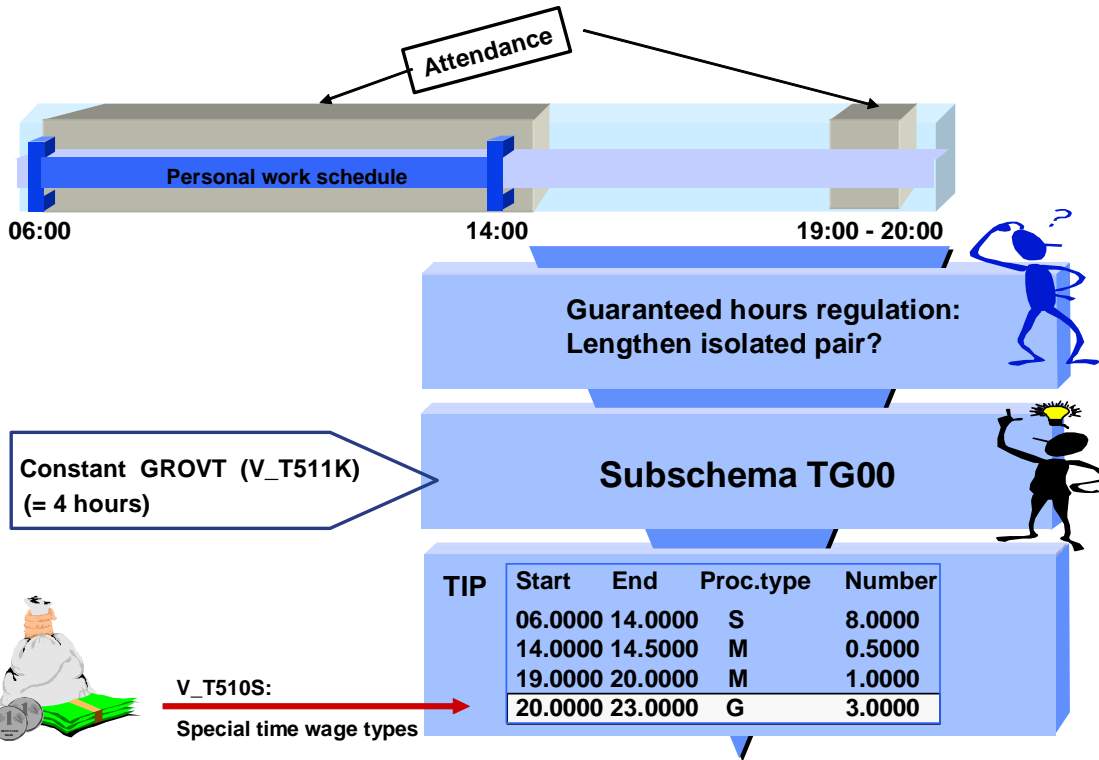 Attendance
Personal work schedule
06:00 14:00 19:00 - 20:00
?
Guaranteed hours regulation:
Lengthen isolated pair?
Constant GROVT (V_T511K)
(= 4 hours)
Subschema TG00
TIP Start End Proc.type Number
06.0000 14.0000 S 8.0000
14.0000 14.5000 M 0.5000
19.0000 20.0000 M 1.0000
20.0000 23.0000 G 3.0000
V_T510S:
Special time wage types